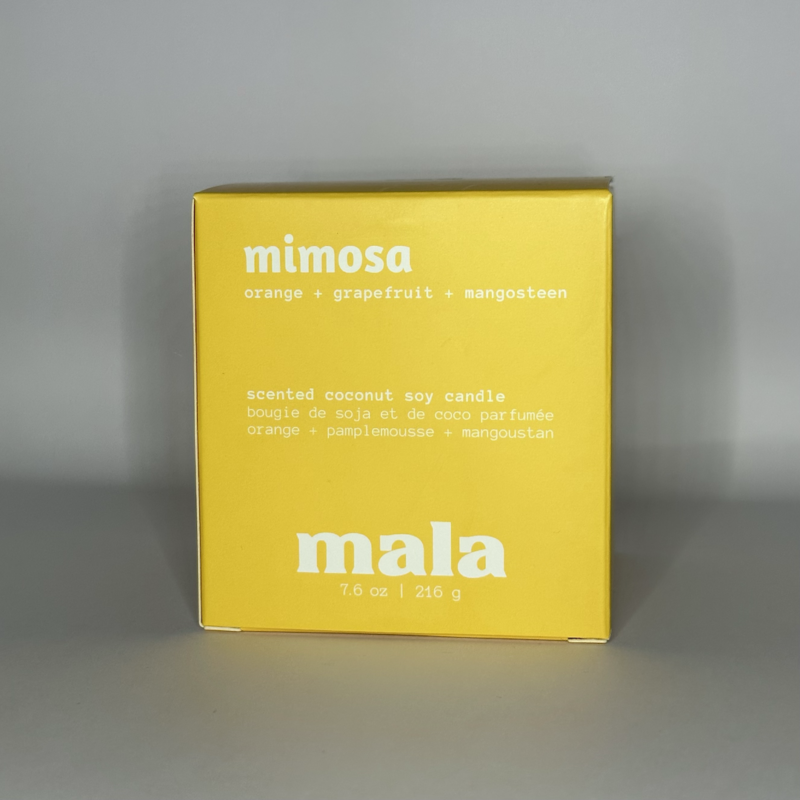 mimosa
orange + grapefruit + mangosteen
scented coconut soy candle
bougie de soja et de coco parfumée
orange + pamplemousse + mangoustan
mala
7.6 oz | 216 g